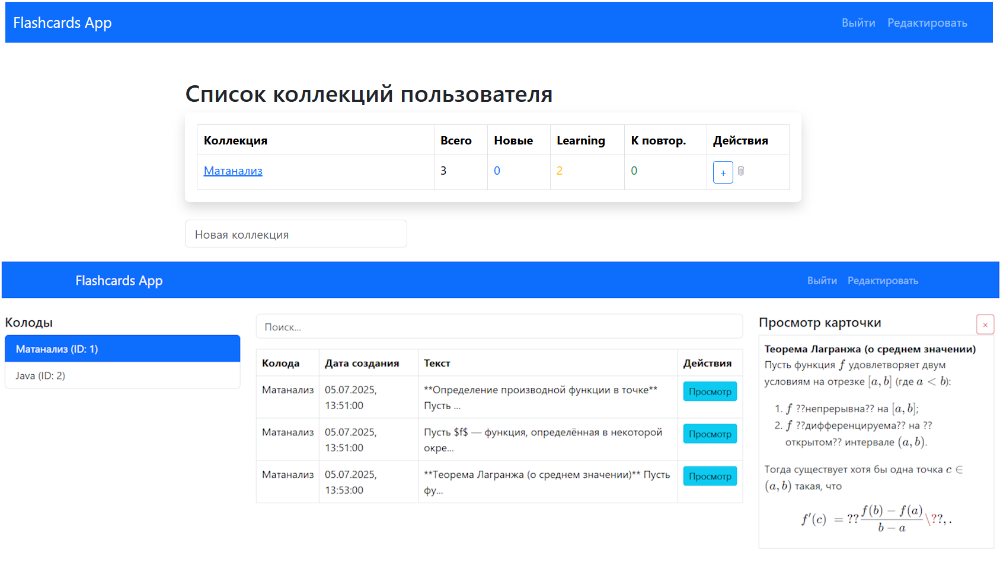 Flashcards App
Выйти Редактировать
Список коллекций пользователя
Коллекция Всего Новые Learning К повтор. Действия
Матанализ 3 0 2 0 +
Новая коллекция
Flashcards App
Выйти Редактировать
Колоды
Матанализ (ID: 1)
Java (ID: 2)
Поиск...
Колода Дата создания Текст Действия
Матанализ 05.07.2025, **Определение производной функции в точке** Просмотр
13:51:00 Пусть ...
Матанализ 05.07.2025, Пусть $f$ — функция, определённая в некоторой Просмотр
13:51:00 окре...
Матанализ 05.07.2025, **Теорема Лагранжа (о среднем значении)** Пусть Просмотр
13:53:00 фу...
Просмотр карточки ×
Теорема Лагранжа (о среднем значении)
Пусть функция f удовлетворяет двум
условиям на отрезке [a, b] (где a < b):
1. f ??непрерывна?? на [a, b];
2. f ??дифференцируема?? на ??
открытом?? интервале (a, b).
Тогда существует хотя бы одна точка c ∈
(a, b) такая, что
f′(c) = ?? f(b) − f(a) / b − a \??, .